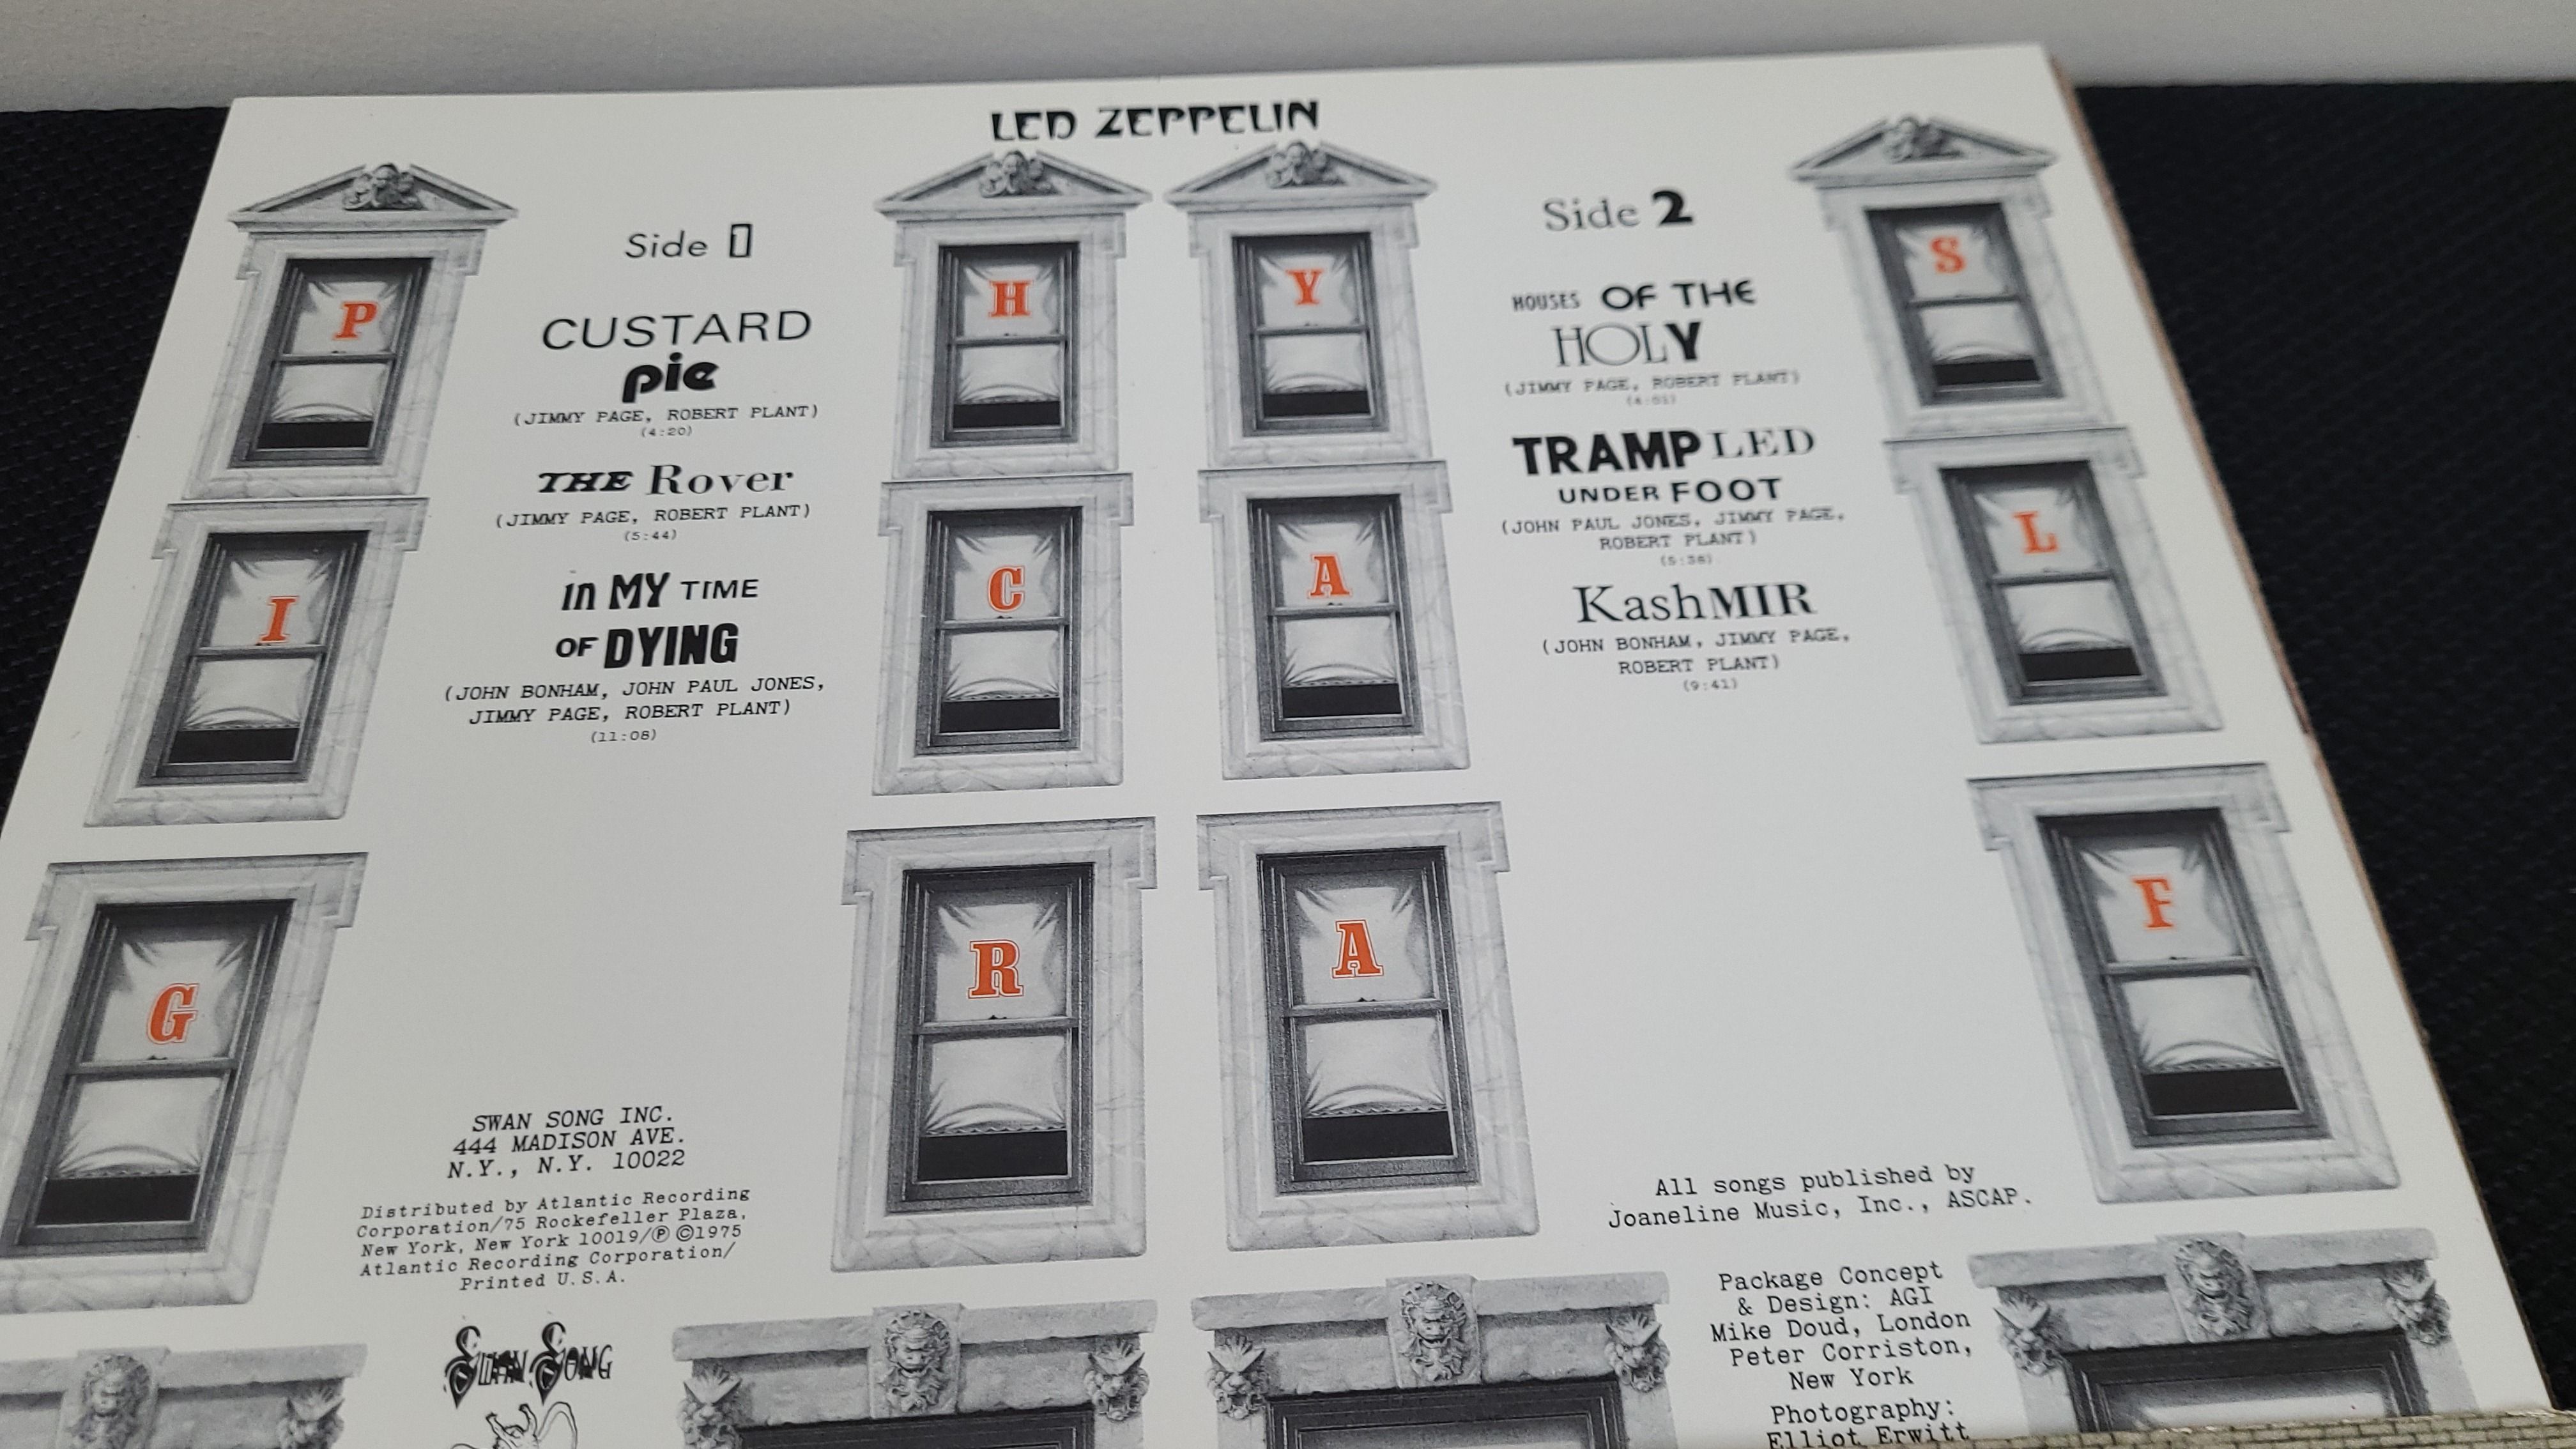 LED ZEPPELIN
P
H
Y
S
I
C
A
L
G
R
A
F
Side 1
CUSTARD
pie
(JIMMY PAGE, ROBERT PLANT)
(4:20)
THE Rover
(JIMMY PAGE, ROBERT PLANT)
(5:44)
in MY TIME
OF DYING
(JOHN BONHAM, JOHN PAUL JONES,
JIMMY PAGE, ROBERT PLANT)
(11:08)
Side 2
HOUSES OF THE
HOLY
(JIMMY PAGE, ROBERT PLANT)
(4:01)
TRAMPLED
UNDER FOOT
(JOHN PAUL JONES, JIMMY PAGE,
ROBERT PLANT)
(5:38)
KashMIR
(JOHN BONHAM, JIMMY PAGE,
ROBERT PLANT)
(9:41)
SWAN SONG INC.
444 MADISON AVE.
N.Y., N.Y. 10022
Distributed by Atlantic Recording
Corporation/75 Rockefeller Plaza,
New York, New York 10019/℗ ©1975
Atlantic Recording Corporation/
Printed U.S.A.
SWAN SONG
All songs published by
Joaneline Music, Inc., ASCAP.
Package Concept
& Design: AGI
Mike Doud, London
Peter Corriston,
New York
Photography:
Elliot Erwitt